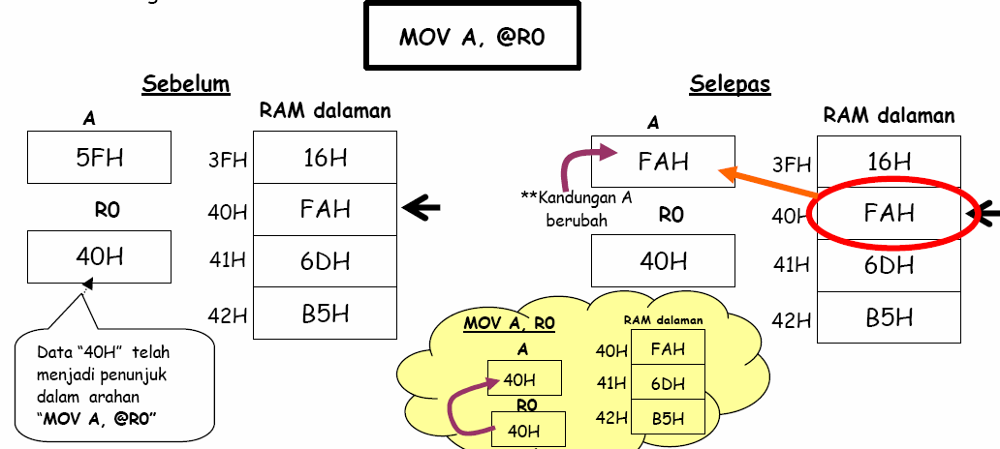 MOV A, @R0
Sebelum
A
5FH
R0
40H
RAM dalaman
3FH 16H
40H FAH
41H 6DH
42H B5H
Data “40H” telah
menjadi penunjuk
dalam arahan
“MOV A, @R0”
Selepas
A
FAH
**Kandungan A
berubah
R0
40H
RAM dalaman
3FH 16H
40H FAH
41H 6DH
42H B5H
MOV A, R0
A
40H
R0
40H
RAM dalaman
40H FAH
41H 6DH
42H B5H